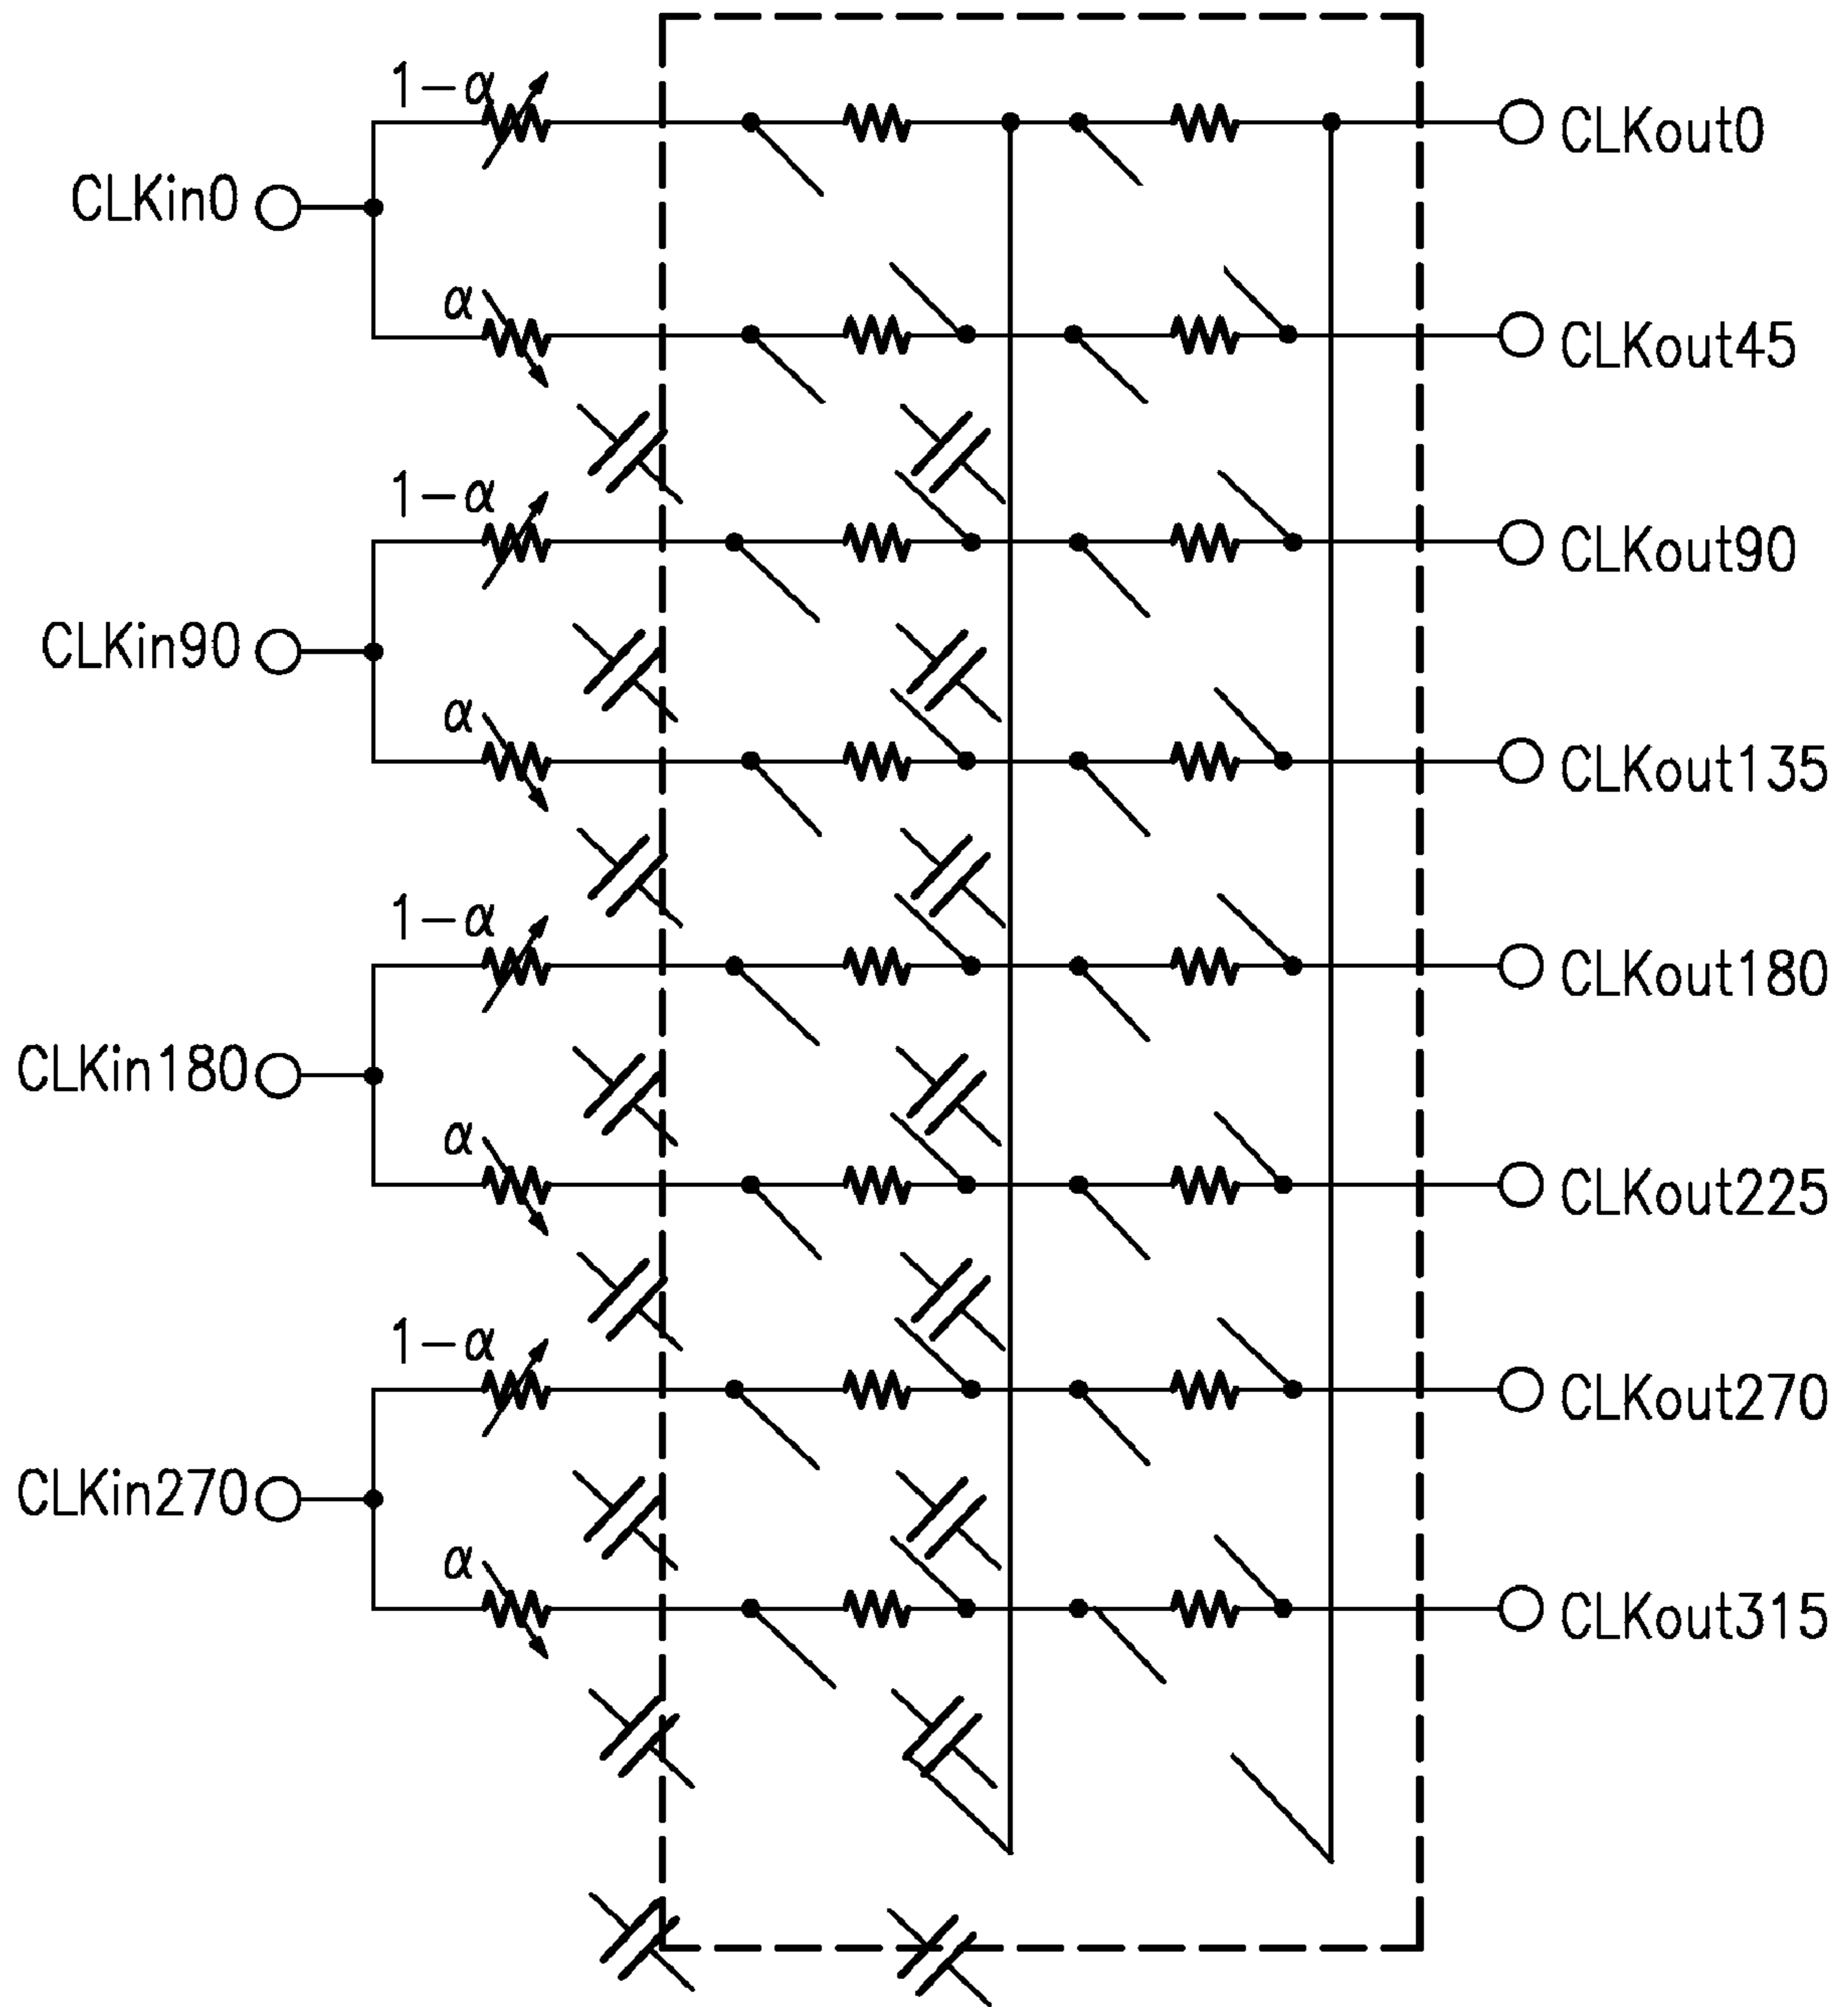 1-α
CLKout0
CLKin0
α
CLKout45
1-α
CLKout90
CLKin90
α
CLKout135
1-α
CLKout180
CLKin180
α
CLKout225
1-α
CLKout270
CLKin270
α
CLKout315